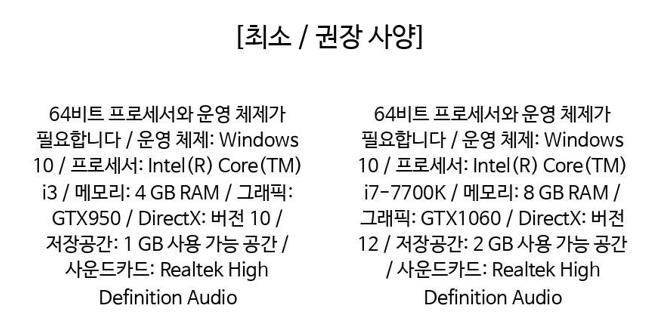 [최소 / 권장 사양]
64비트 프로세서와 운영 체제가
필요합니다 / 운영 체제: Windows
10 / 프로세서: Intel(R) Core(TM)
i3 / 메모리: 4 GB RAM / 그래픽:
GTX950 / DirectX: 버전 10 /
저장공간: 1 GB 사용 가능 공간 /
사운드카드: Realtek High
Definition Audio
64비트 프로세서와 운영 체제가
필요합니다 / 운영 체제: Windows
10 / 프로세서: Intel(R) Core(TM)
i7-7700K / 메모리: 8 GB RAM /
그래픽: GTX1060 / DirectX: 버전
12 / 저장공간: 2 GB 사용 가능 공간
/ 사운드카드: Realtek High
Definition Audio